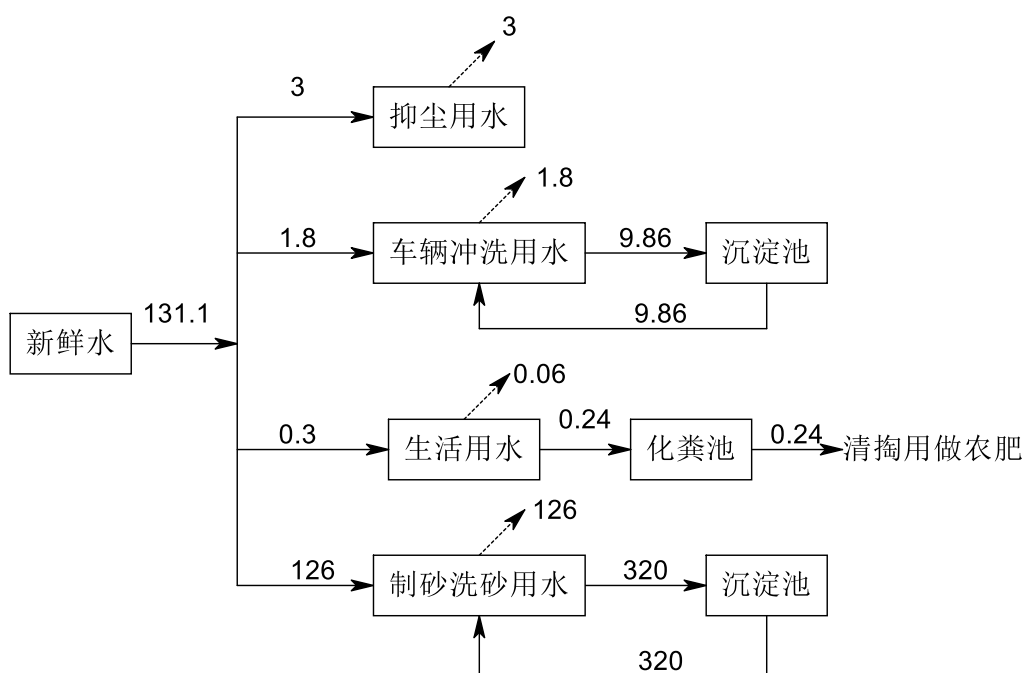 3
3
抑尘用水
1.8
1.8
车辆冲洗用水
9.86
沉淀池
9.86
新鲜水
131.1
0.06
0.3
生活用水
0.24
化粪池
0.24
清掏用做农肥
126
126
制砂洗砂用水
320
沉淀池
320